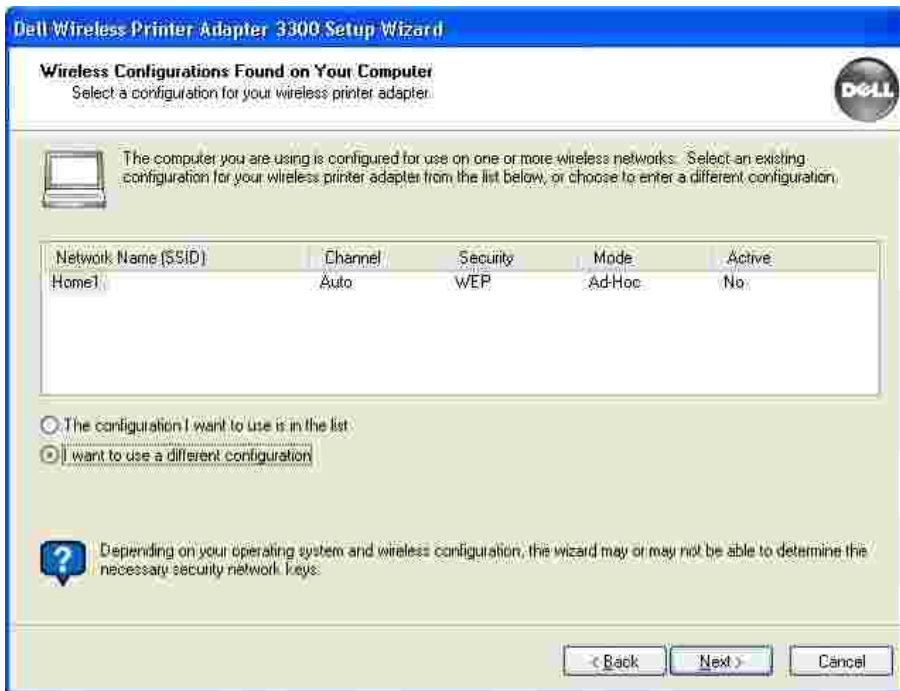 Dell Wireless Printer Adapter 3300 Setup Wizard
Wireless Configurations Found on Your Computer
Select a configuration for your wireless printer adapter.
DELL
The computer you are using is configured for use on one or more wireless networks. Select an existing
configuration for your wireless printer adapter from the list below, or choose to enter a different configuration.
Network Name (SSID) Channel Security Mode Active
Home1 Auto WEP Ad-Hoc No
The configuration I want to use is in the list
I want to use a different configuration
?
Depending on your operating system and wireless configuration, the wizard may or may not be able to determine the
necessary security network keys.
< Back Next > Cancel